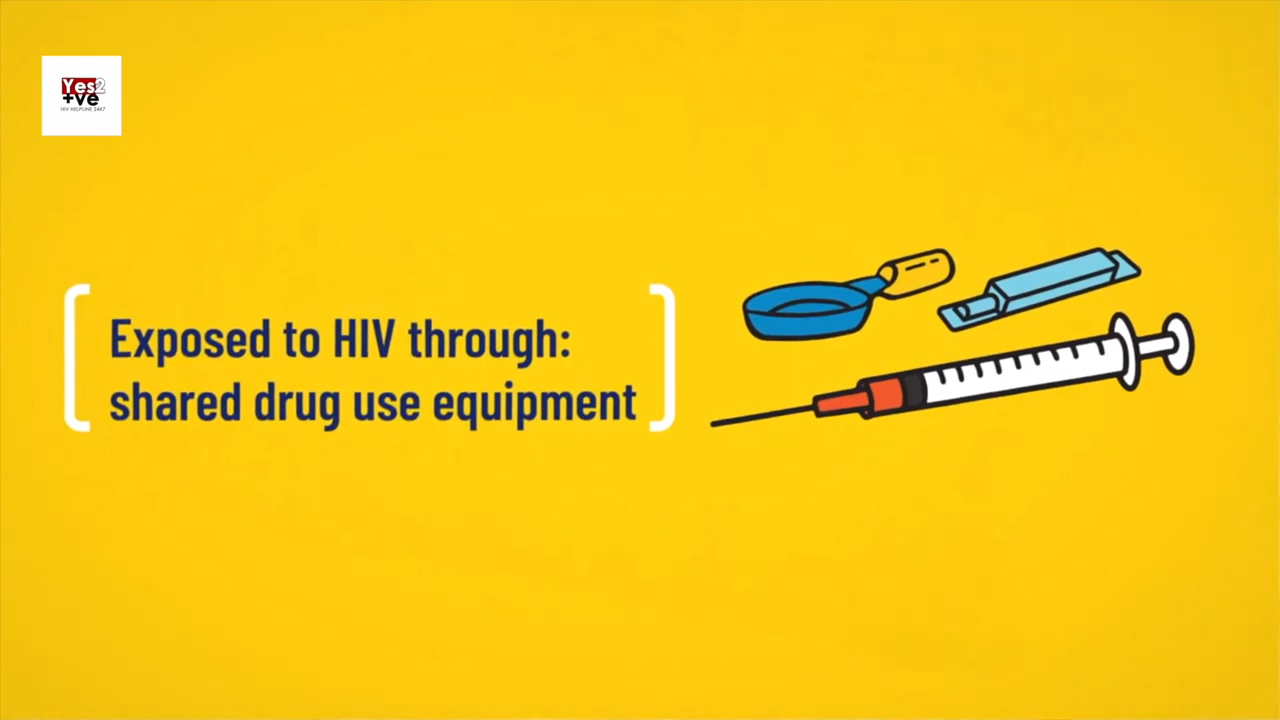 Yes2
+ve
HIV HELPLINE 24X7
Exposed to HIV through:
shared drug use equipment